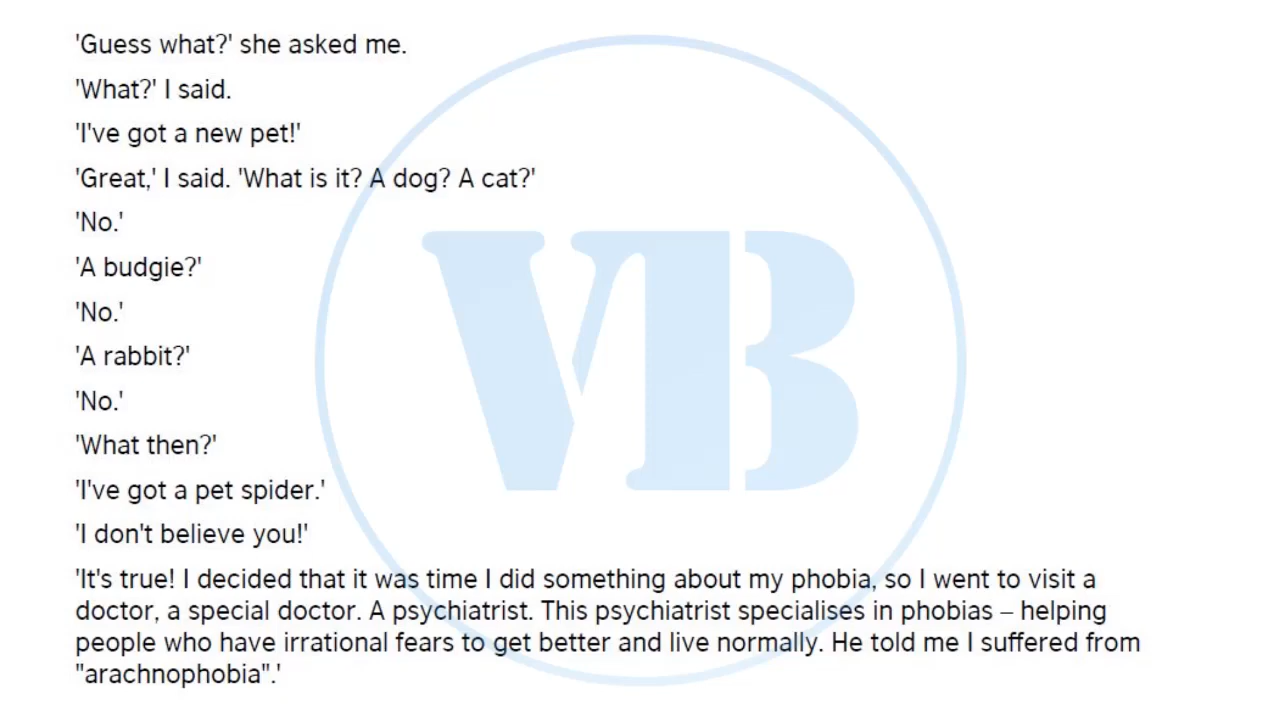 'Guess what?' she asked me.
'What?' I said.
'I've got a new pet!'
'Great,' I said. 'What is it? A dog? A cat?'
'No.'
'A budgie?'
'No.'
'A rabbit?'
'No.'
'What then?'
'I've got a pet spider.'
'I don't believe you!'
'It's true! I decided that it was time I did something about my phobia, so I went to visit a
doctor, a special doctor. A psychiatrist. This psychiatrist specialises in phobias – helping
people who have irrational fears to get better and live normally. He told me I suffered from
"arachnophobia".'
VB